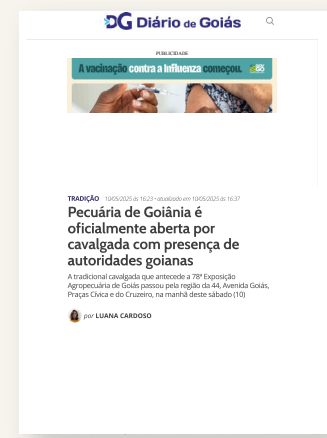 DG Diário de Goiás
PUBLICIDADE
A vacinação contra a Influenza começou.
TRADIÇÃO 10/05/2025 às 16:23 • atualizado em 10/05/2025 às 16:37
Pecuária de Goiânia é
oficialmente aberta por
cavalgada com presença de
autoridades goianas
A tradicional cavalgada que antecede a 78ª Exposição
Agropecuária de Goiás passou pela região da 44, Avenida Goiás,
Praças Cívica e do Cruzeiro, na manhã deste sábado (10)
por LUANA CARDOSO